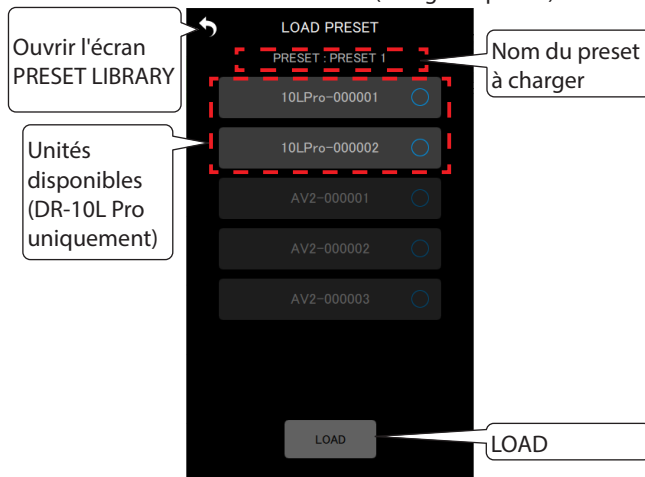 LOAD PRESET
Ouvrir l'écran
PRESET LIBRARY
PRESET : PRESET 1
Nom du preset
à charger
10LPro-000001
10LPro-000002
Unités
disponibles
(DR-10L Pro
uniquement)
AV2-000001
AV2-000002
AV2-000003
LOAD
LOAD